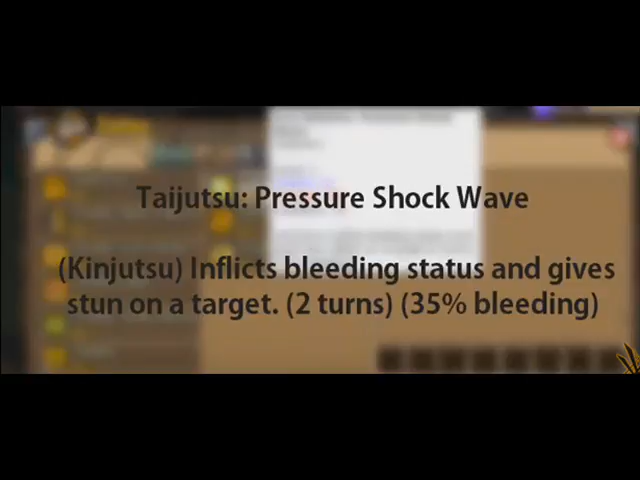 Taijutsu: Pressure Shock Wave
(Kinjutsu) Inflicts bleeding status and gives
stun on a target. (2 turns) (35% bleeding)